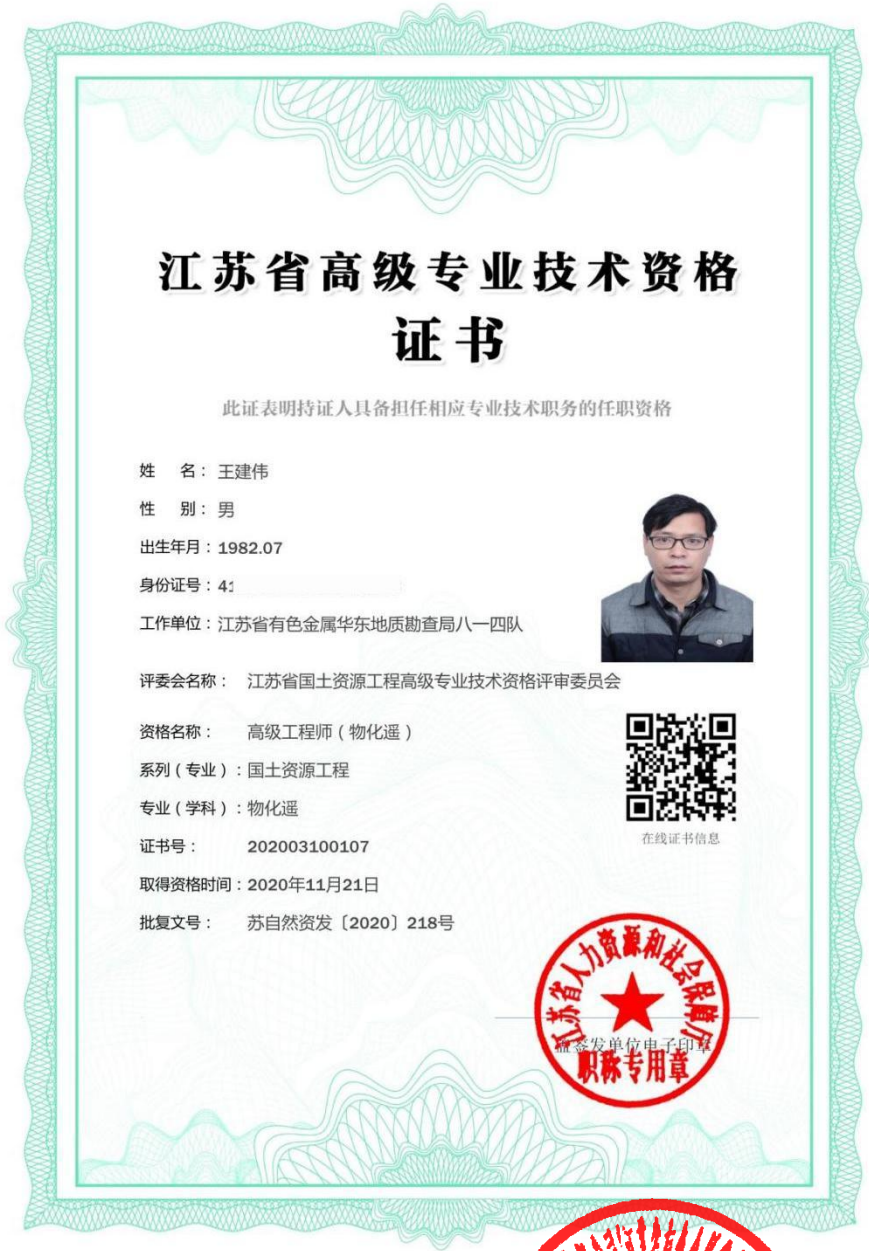 江苏省高级专业技术资格
证书
此证表明持证人具备担任相应专业技术职务的任职资格
姓 名：王建伟
性 别：男
出生年月：1982.07
身份证号：41
工作单位：江苏省有色金属华东地质勘查局八一四队
评委会名称： 江苏省国土资源工程高级专业技术资格评审委员会
资格名称： 高级工程师（物化遥）
系列（专业）：国土资源工程
专业（学科）：物化遥
证书号： 202003100107
取得资格时间：2020年11月21日
批复文号： 苏自然资发〔2020〕218号
在线证书信息
江苏省人力资源和社会保障厅
签发单位电子印章
职称专用章